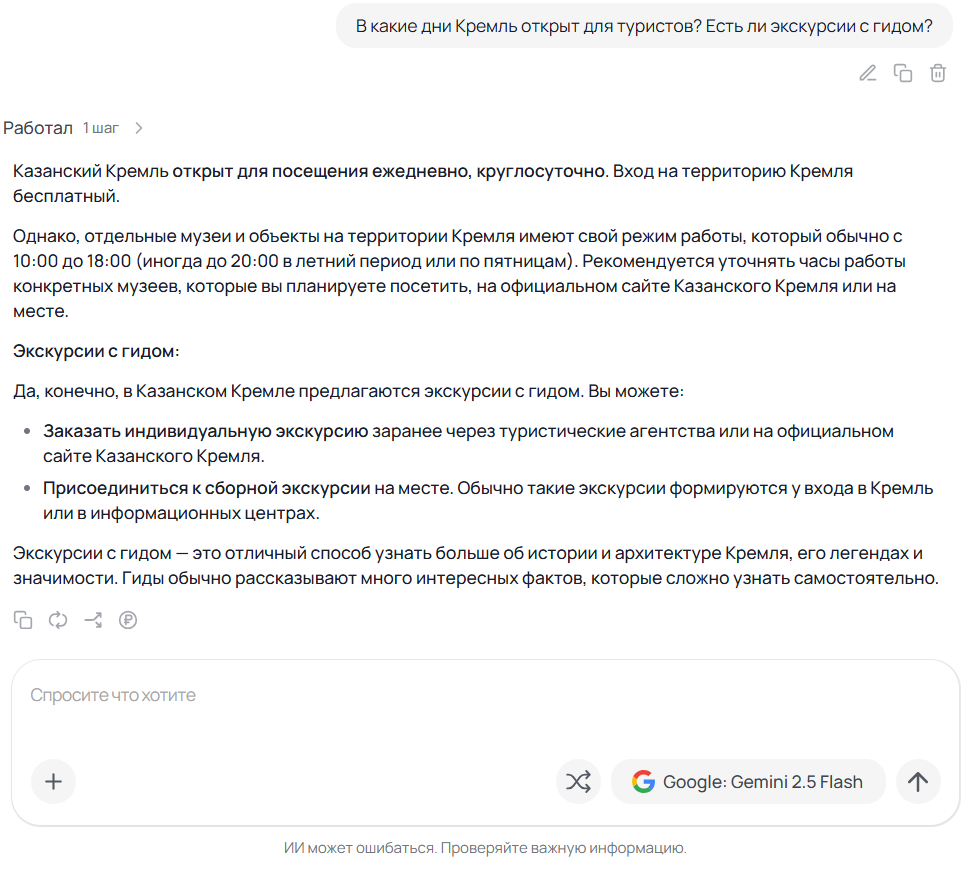 В какие дни Кремль открыт для туристов? Есть ли экскурсии с гидом?
Работал 1 шаг
Казанский Кремль открыт для посещения ежедневно, круглосуточно. Вход на территорию Кремля
бесплатный.
Однако, отдельные музеи и объекты на территории Кремля имеют свой режим работы, который обычно с
10:00 до 18:00 (иногда до 20:00 в летний период или по пятницам). Рекомендуется уточнять часы работы
конкретных музеев, которые вы планируете посетить, на официальном сайте Казанского Кремля или на
месте.
Экскурсии с гидом:
Да, конечно, в Казанском Кремле предлагаются экскурсии с гидом. Вы можете:
• Заказать индивидуальную экскурсию заранее через туристические агентства или на официальном
сайте Казанского Кремля.
• Присоединиться к сборной экскурсии на месте. Обычно такие экскурсии формируются у входа в Кремль
или в информационных центрах.
Экскурсии с гидом — это отличный способ узнать больше об истории и архитектуре Кремля, его легендах и
значимости. Гиды обычно рассказывают много интересных фактов, которые сложно узнать самостоятельно.
Спросите что хотите
Google: Gemini 2.5 Flash
ИИ может ошибаться. Проверяйте важную информацию.